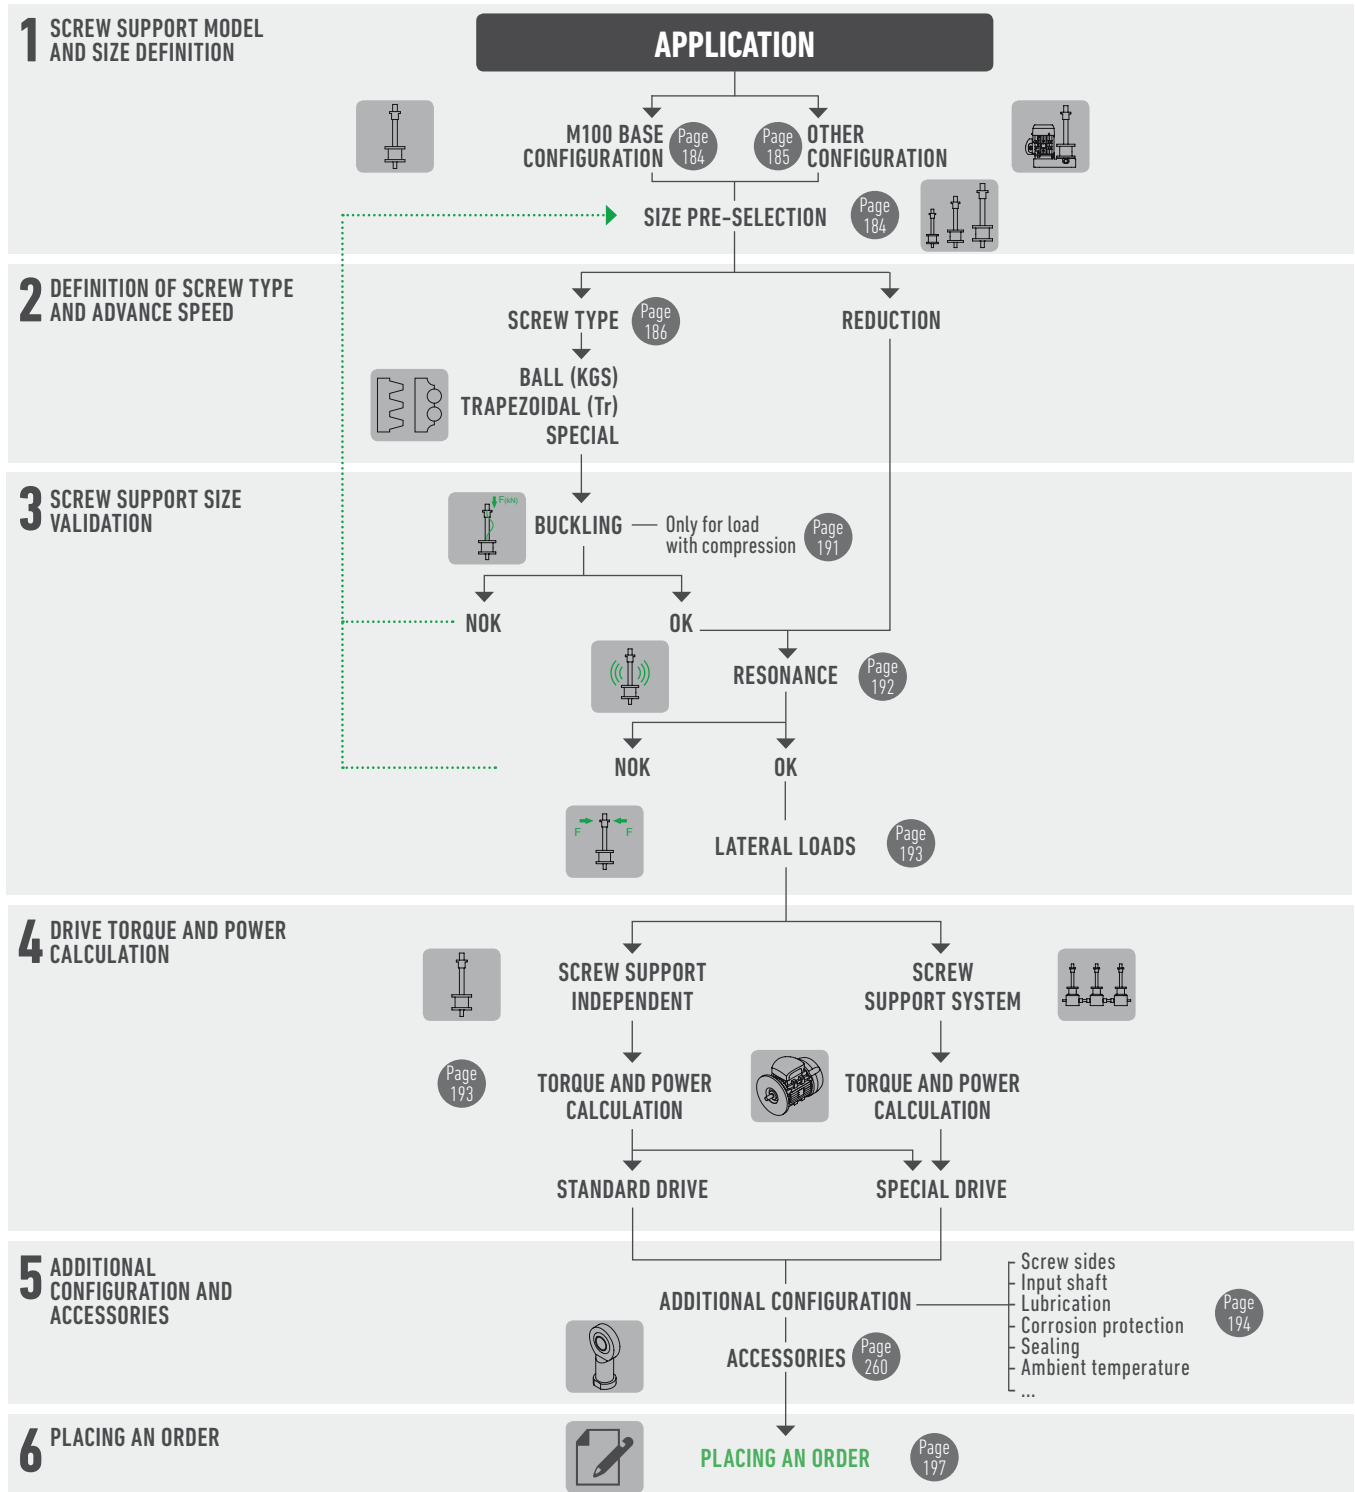 1 SCREW SUPPORT MODEL
AND SIZE DEFINITION
APPLICATION
M100 BASE
CONFIGURATION
Page
184
Page
185
OTHER
CONFIGURATION
SIZE PRE-SELECTION
Page
184
2 DEFINITION OF SCREW TYPE
AND ADVANCE SPEED
SCREW TYPE
Page
186
REDUCTION
BALL (KGS)
TRAPEZOIDAL (Tr)
SPECIAL
3 SCREW SUPPORT SIZE
VALIDATION
F(kN)
BUCKLING
Only for load
with compression
Page
191
NOK
OK
RESONANCE
Page
192
NOK
OK
F
F
LATERAL LOADS
Page
193
4 DRIVE TORQUE AND POWER
CALCULATION
SCREW SUPPORT
INDEPENDENT
SCREW
SUPPORT SYSTEM
Page
193
TORQUE AND POWER
CALCULATION
TORQUE AND POWER
CALCULATION
STANDARD DRIVE
SPECIAL DRIVE
5 ADDITIONAL
CONFIGURATION AND
ACCESSORIES
ADDITIONAL CONFIGURATION
Screw sides
Input shaft
Lubrication
Corrosion protection
Sealing
Ambient temperature
...
Page
194
ACCESSORIES
Page
260
6 PLACING AN ORDER
PLACING AN ORDER
Page
197